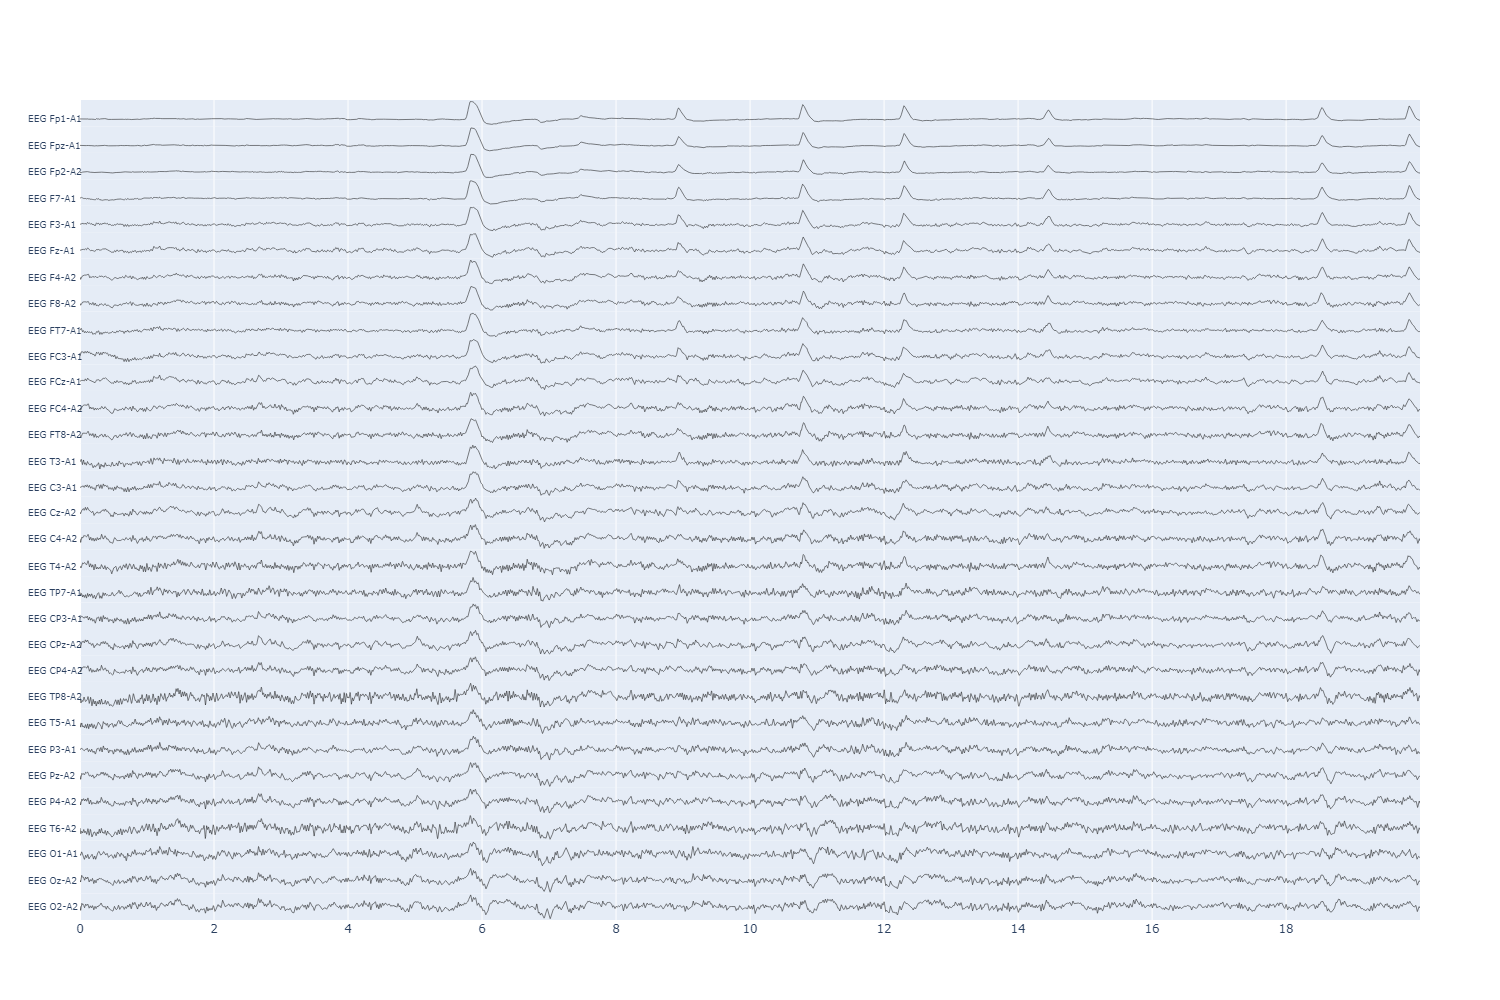 EEG Fp1-A1
EEG Fpz-A1
EEG Fp2-A2
EEG F7-A1
EEG F3-A1
EEG Fz-A1
EEG F4-A2
EEG F8-A2
EEG FT7-A1
EEG FC3-A1
EEG FCz-A1
EEG FC4-A2
EEG FT8-A2
EEG T3-A1
EEG C3-A1
EEG Cz-A2
EEG C4-A2
EEG T4-A2
EEG TP7-A1
EEG CP3-A1
EEG CPz-A2
EEG CP4-A2
EEG TP8-A2
EEG T5-A1
EEG P3-A1
EEG Pz-A2
EEG P4-A2
EEG T6-A2
EEG O1-A1
EEG Oz-A2
EEG O2-A2
0 2 4 6 8 10 12 14 16 18